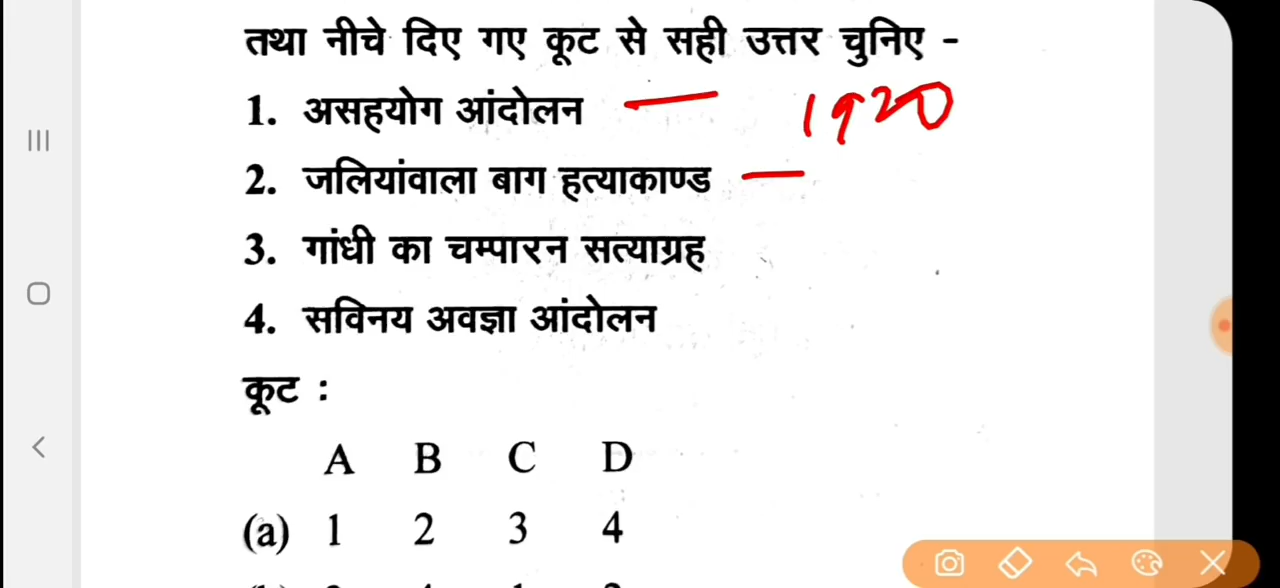 तथा नीचे दिए गए कूट से सही उत्तर चुनिए -
1. असहयोग आंदोलन — 1920
2. जलियांवाला बाग हत्याकाण्ड —
3. गांधी का चम्पारन सत्याग्रह
4. सविनय अवज्ञा आंदोलन
कूट :
A B C D
(a) 1 2 3 4